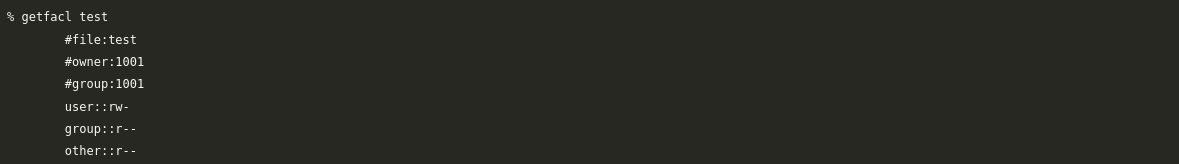 % getfacl test
#file:test
#owner:1001
#group:1001
user::rw-
group::r--
other::r--